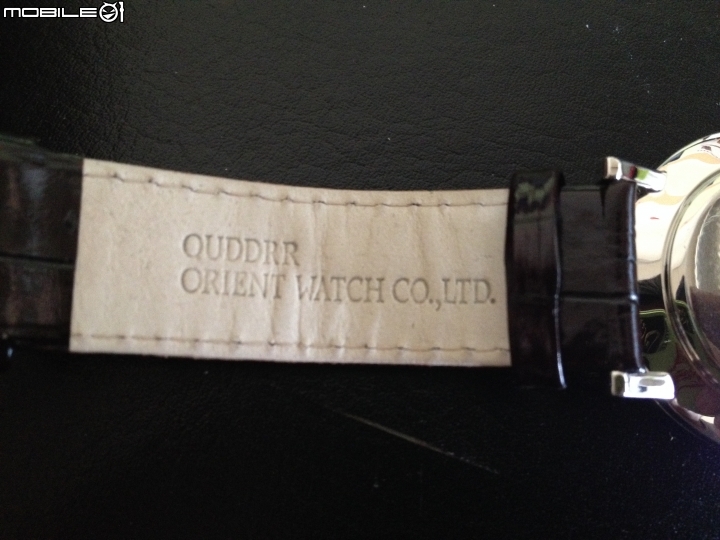 MOBILE01
QUDDRR
ORIENT WATCH CO.,LTD.